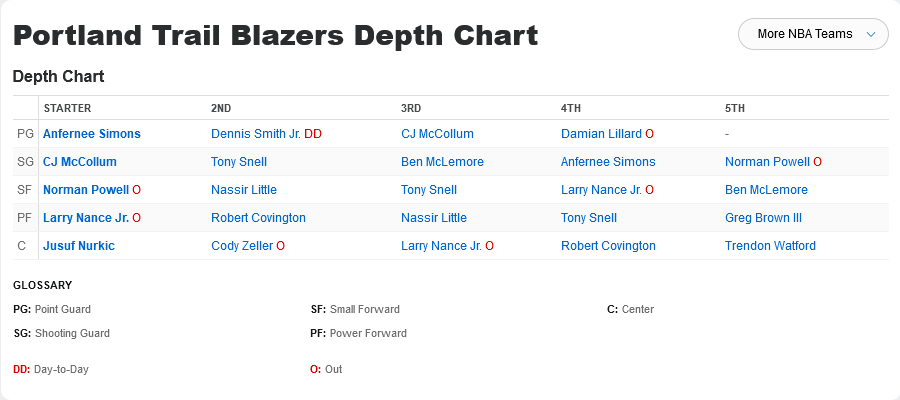 Portland Trail Blazers Depth Chart
More NBA Teams
Depth Chart
STARTER 2ND 3RD 4TH 5TH
PG Anfernee Simons Dennis Smith Jr. DD CJ McCollum Damian Lillard O -
SG CJ McCollum Tony Snell Ben McLemore Anfernee Simons Norman Powell O
SF Norman Powell O Nassir Little Tony Snell Larry Nance Jr. O Ben McLemore
PF Larry Nance Jr. O Robert Covington Nassir Little Tony Snell Greg Brown III
C Jusuf Nurkic Cody Zeller O Larry Nance Jr. O Robert Covington Trendon Watford
GLOSSARY
PG: Point Guard SF: Small Forward C: Center
SG: Shooting Guard PF: Power Forward
DD: Day-to-Day O: Out